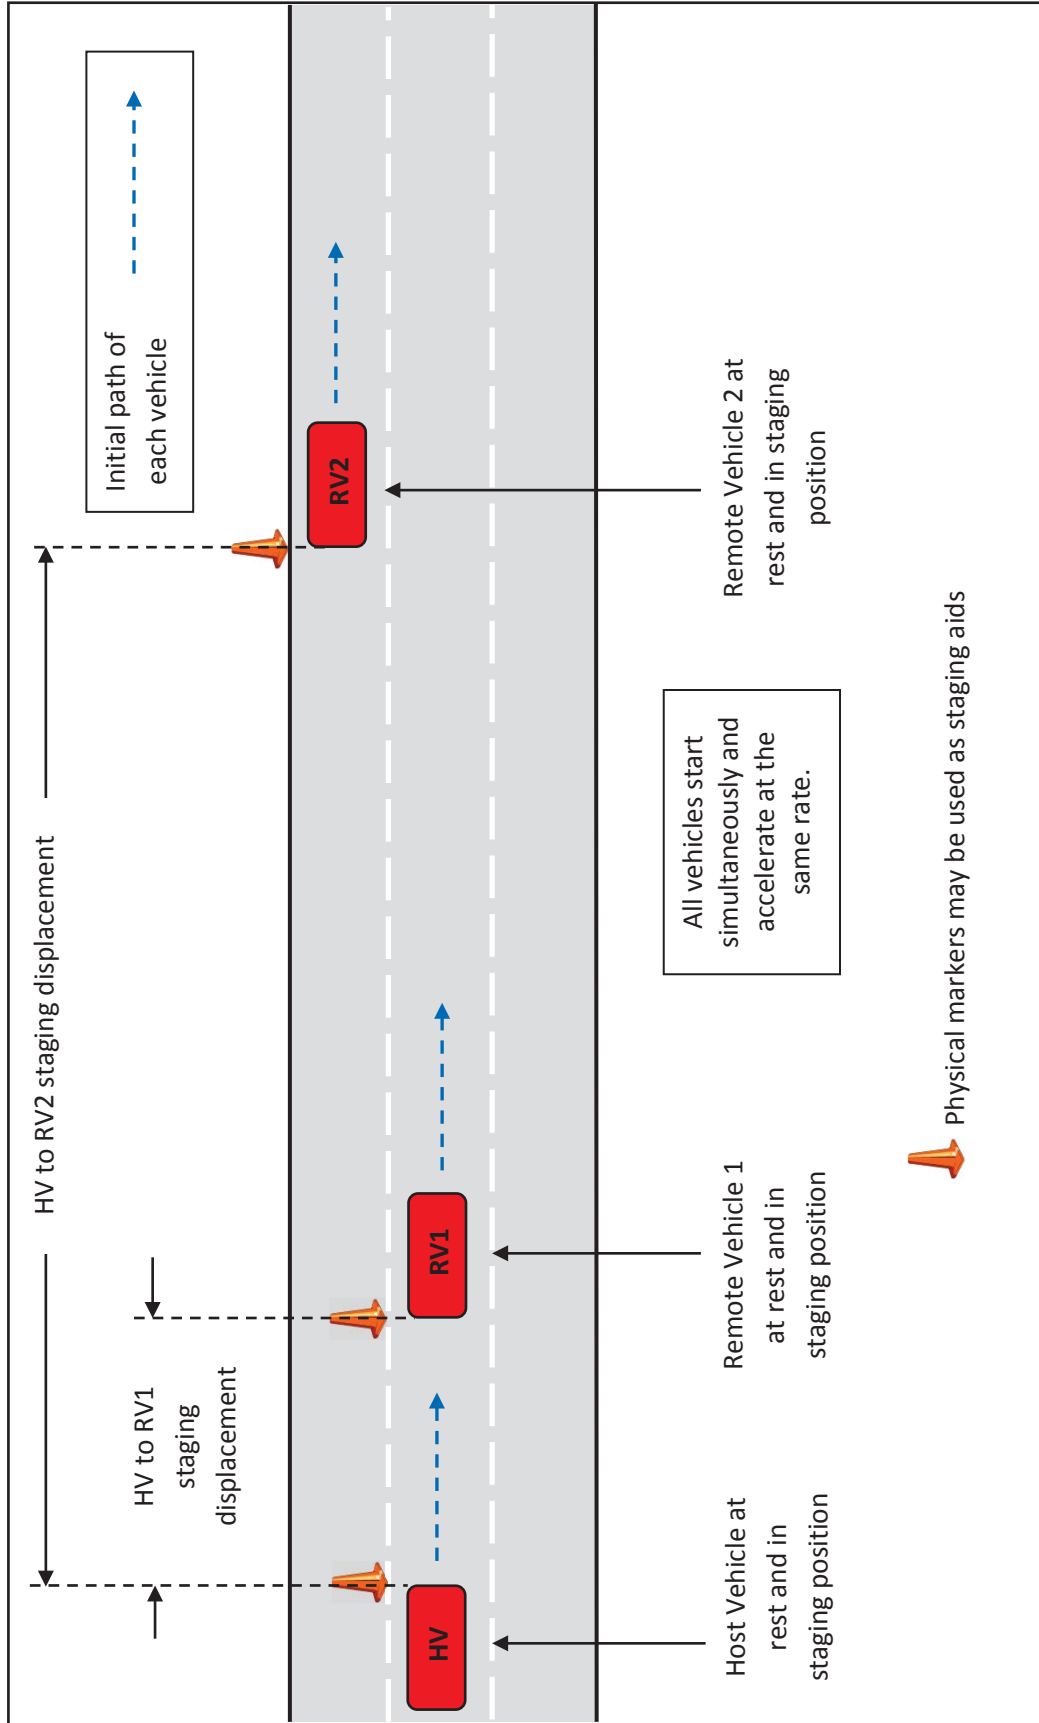 Initial path of
each vehicle
HV to RV2 staging displacement
HV to RV1
staging
displacement
HV
RV1
RV2
Host Vehicle at
rest and in
staging position
Remote Vehicle 1
at rest and in
staging position
Remote Vehicle 2 at
rest and in staging
position
All vehicles start
simultaneously and
accelerate at the
same rate.
Physical markers may be used as staging aids